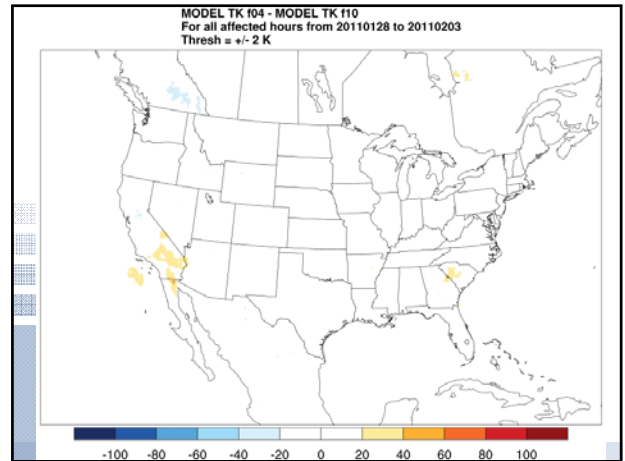 MODEL TK f04 - MODEL TK f10
For all affected hours from 20110128 to 20110203
Thresh = +/- 2 K
-100 -80 -60 -40 -20 0 20 40 60 80 100